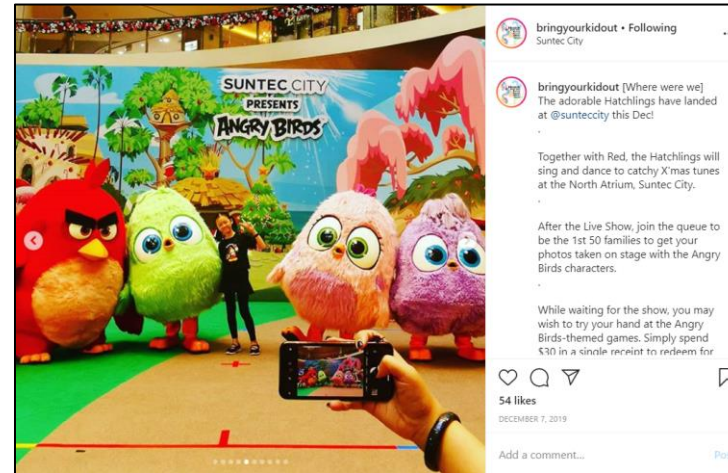 SUNTEC CITY
PRESENTS
ANGRY BIRDS
bringyourkidout • Following
Suntec City
bringyourkidout [Where were we]
The adorable Hatchlings have landed
at @sunteccity this Dec!
.
Together with Red, the Hatchlings will
sing and dance to catchy X'mas tunes
at the North Atrium, Suntec City.
.
After the Live Show, join the queue to
be the 1st 50 families to get your
photos taken on stage with the Angry
Birds characters.
.
While waiting for the show, you may
wish to try your hand at the Angry
Birds-themed games. Simply spend
$30 in a single receipt to redeem for
54 likes
DECEMBER 7, 2019
Add a comment...